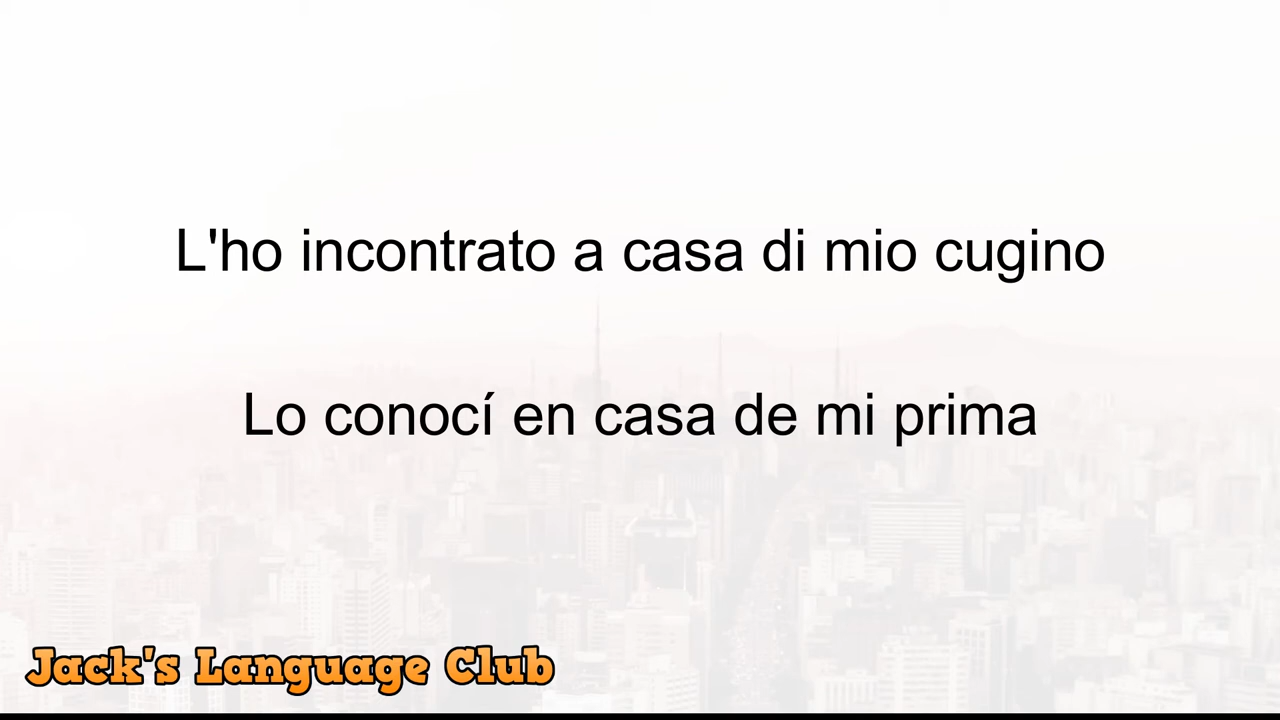 L'ho incontrato a casa di mio cugino
Lo conocí en casa de mi prima
Jack's Language Club